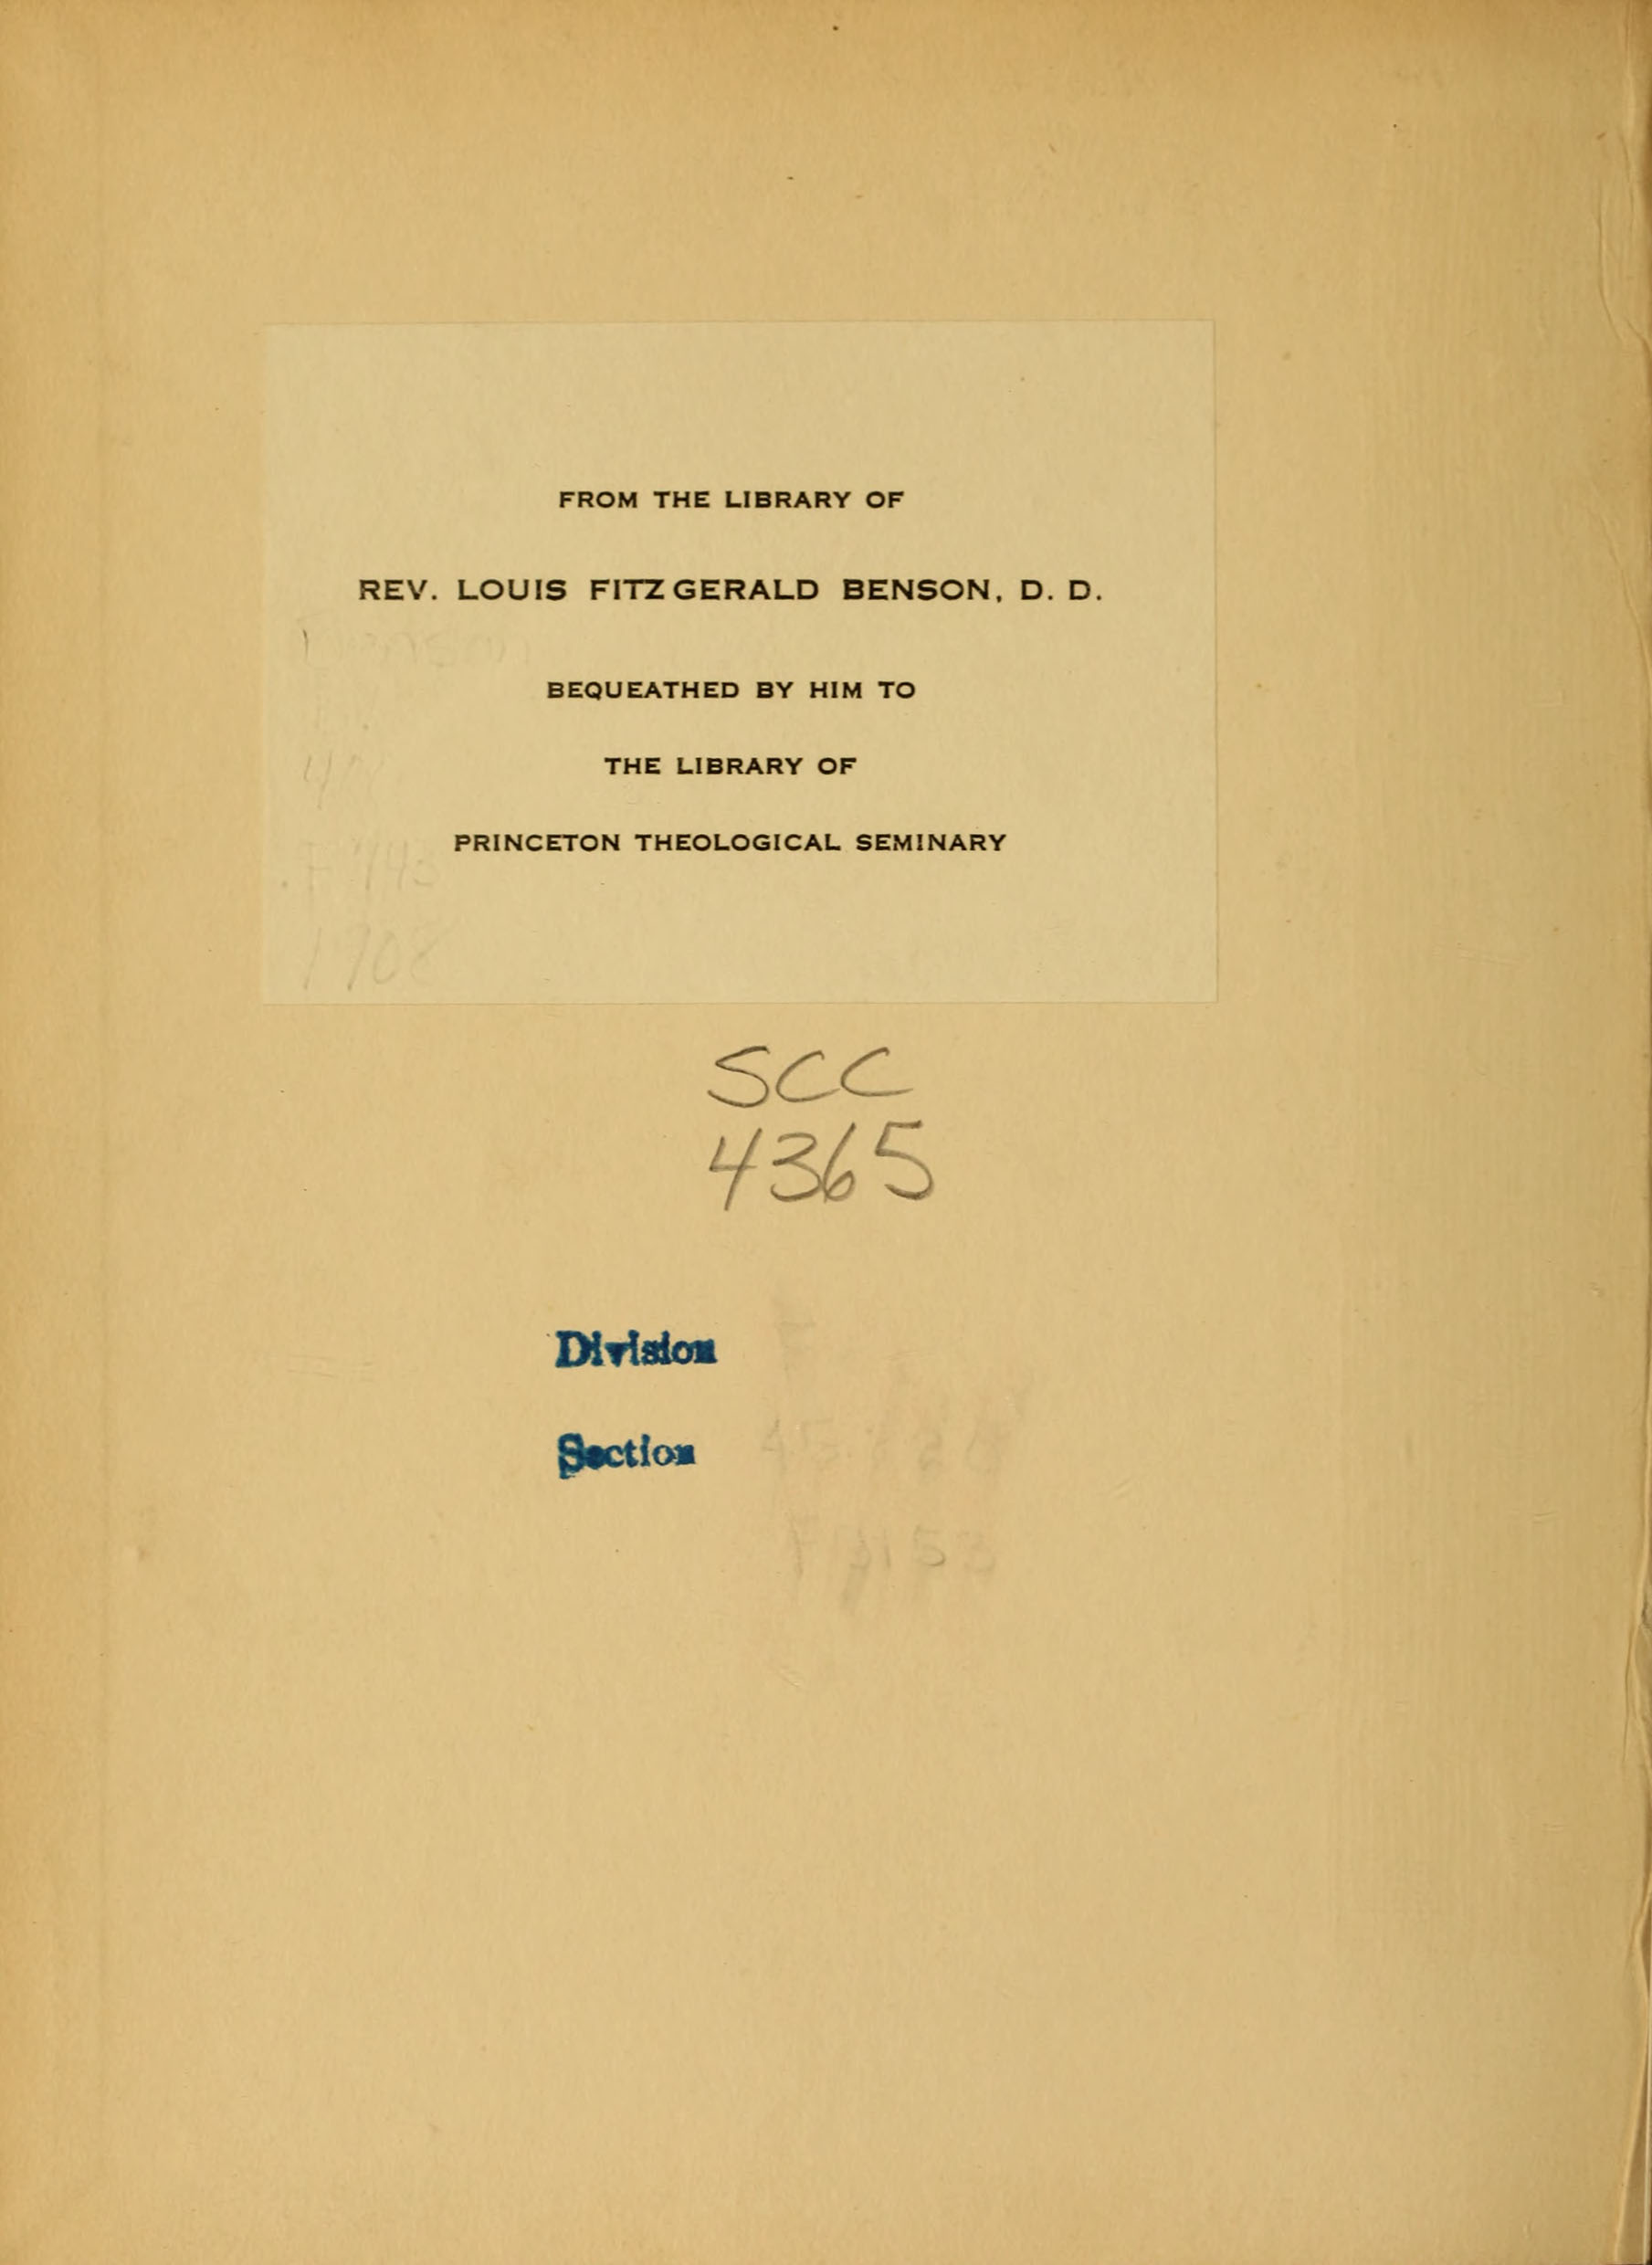 FROM THE LIBRARY OF
REV. LOUIS FITZGERALD BENSON, D. D.
BEQUEATHED BY HIM TO
THE LIBRARY OF
PRINCETON THEOLOGICAL SEMINARY
1908
SCC
4365
Division
Section